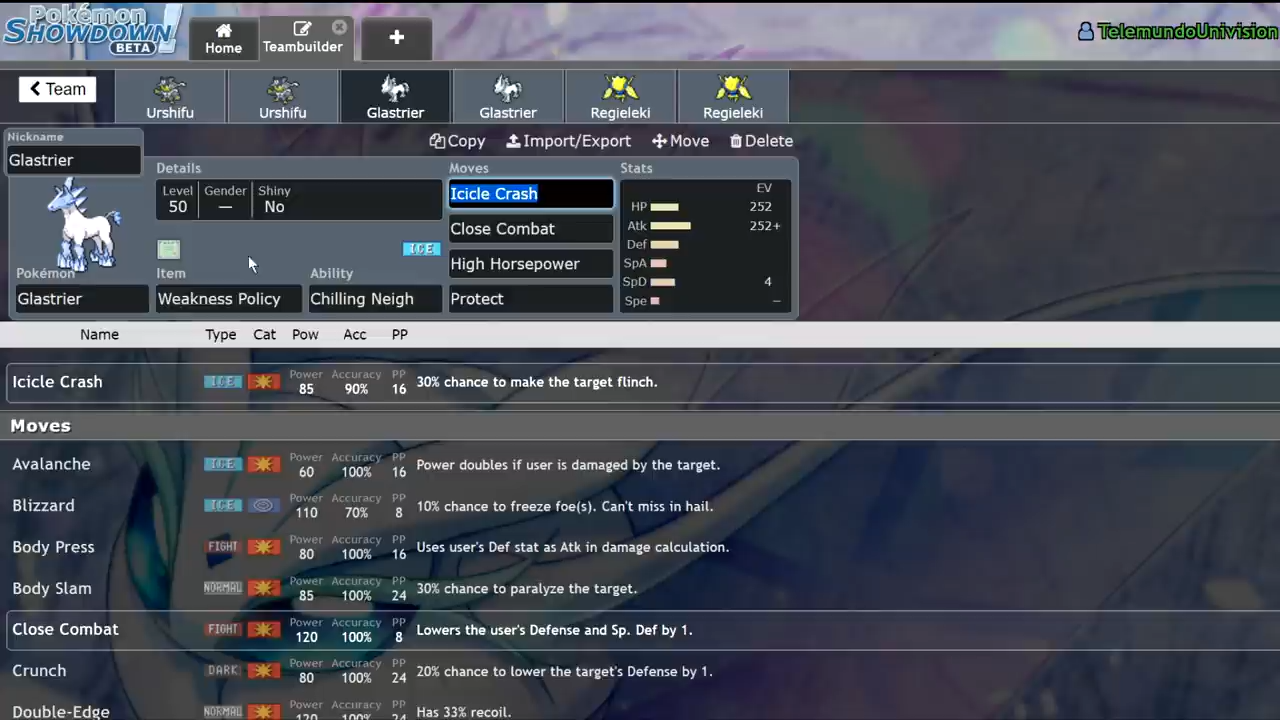 Pokémon
SHOWDOWN!
BETA
Home
Teambuilder
+
TelemundoUnivision
Team
Urshifu
Urshifu
Glastrier
Glastrier
Regieleki
Regieleki
Copy Import/Export Move Delete
Nickname
Glastrier
Details
Level Gender Shiny
50 — No
ICE
Pokémon
Glastrier
Item
Weakness Policy
Ability
Chilling Neigh
Moves
Icicle Crash
Close Combat
High Horsepower
Protect
Stats
EV
HP 252
Atk 252+
Def
SpA
SpD 4
Spe –
Name Type Cat Pow Acc PP
Icicle Crash ICE Power 85 Accuracy 90% PP 16 30% chance to make the target flinch.
Moves
Avalanche ICE Power 60 Accuracy 100% PP 16 Power doubles if user is damaged by the target.
Blizzard ICE Power 110 Accuracy 70% PP 8 10% chance to freeze foe(s). Can't miss in hail.
Body Press FIGHT Power 80 Accuracy 100% PP 16 Uses user's Def stat as Atk in damage calculation.
Body Slam NORMAL Power 85 Accuracy 100% PP 24 30% chance to paralyze the target.
Close Combat FIGHT Power 120 Accuracy 100% PP 8 Lowers the user's Defense and Sp. Def by 1.
Crunch DARK Power 80 Accuracy 100% PP 24 20% chance to lower the target's Defense by 1.
Double-Edge NORMAL Power 120 Accuracy 100% PP 24 Has 33% recoil.